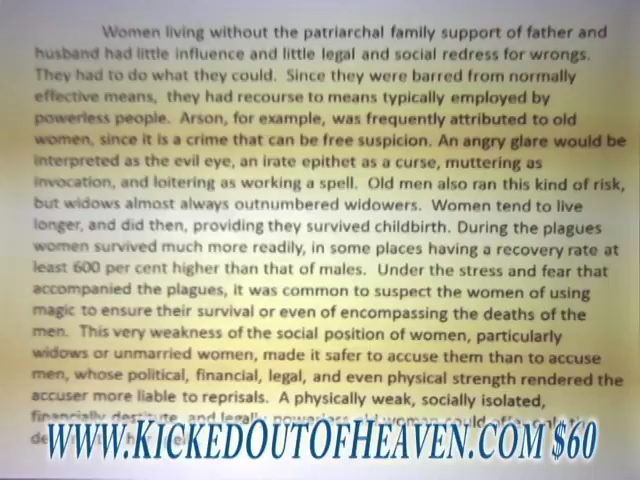 Women living without the patriarchal family support of father and
husband had little influence and little legal and social redress for wrongs.
They had to do what they could. Since they were barred from normally
effective means, they had recourse to means typically employed by
powerless people. Arson, for example, was frequently attributed to old
women, since it is a crime that can be free suspicion. An angry glare would be
interpreted as the evil eye, an irate epithet as a curse, muttering as
invocation, and loitering as working a spell. Old men also ran this kind of risk,
but widows almost always outnumbered widowers. Women tend to live
longer, and did then, providing they survived childbirth. During the plagues
women survived much more readily, in some places having a recovery rate at
least 600 per cent higher than that of males. Under the stress and fear that
accompanied the plagues, it was common to suspect the women of using
magic to ensure their survival or even of encompassing the deaths of the
men. This very weakness of the social position of women, particularly
widows or unmarried women, made it safer to accuse them than to accuse
men, whose political, financial, legal, and even physical strength rendered the
accuser more liable to reprisals. A physically weak, socially isolated,
financially destitute, and legally powerless old woman could offer only the
WWW.KICKEDOUTOFHEAVEN.COM $60